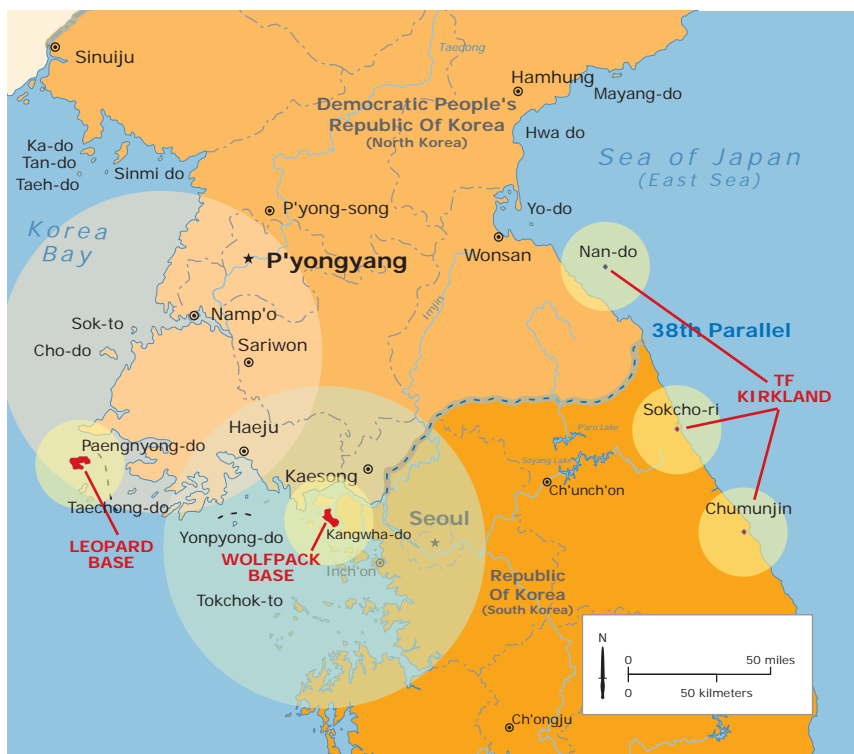 Sinuiju
Taedong
Hamhung
Mayang-do
Democratic People's
Republic Of Korea
(North Korea)
Hwa do
Sea of Japan
(East Sea)
Ka-do
Tan-do
Taeh-do
Sinmi do
Korea
Bay
P'yong-song
Yo-do
Wonsan
Nan-do
P'yongyang
Imjin
Namp'o
Sok-to
Cho-do
Sariwon
38th Parallel
TF
KIRKLAND
Sokcho-ri
Haeju
Paengnyong-do
P'aro Lake
Kaesong
Soyang Lake
Ch'unch'on
Taechong-do
Chumunjin
Seoul
Yonpyong-do
Kangwha-do
LEOPARD
BASE
WOLFPACK
BASE
Inch'on
Republic
Of Korea
(South Korea)
Tokchok-to
N
0
50 miles
0
50 kilmeters
Ch'ongju